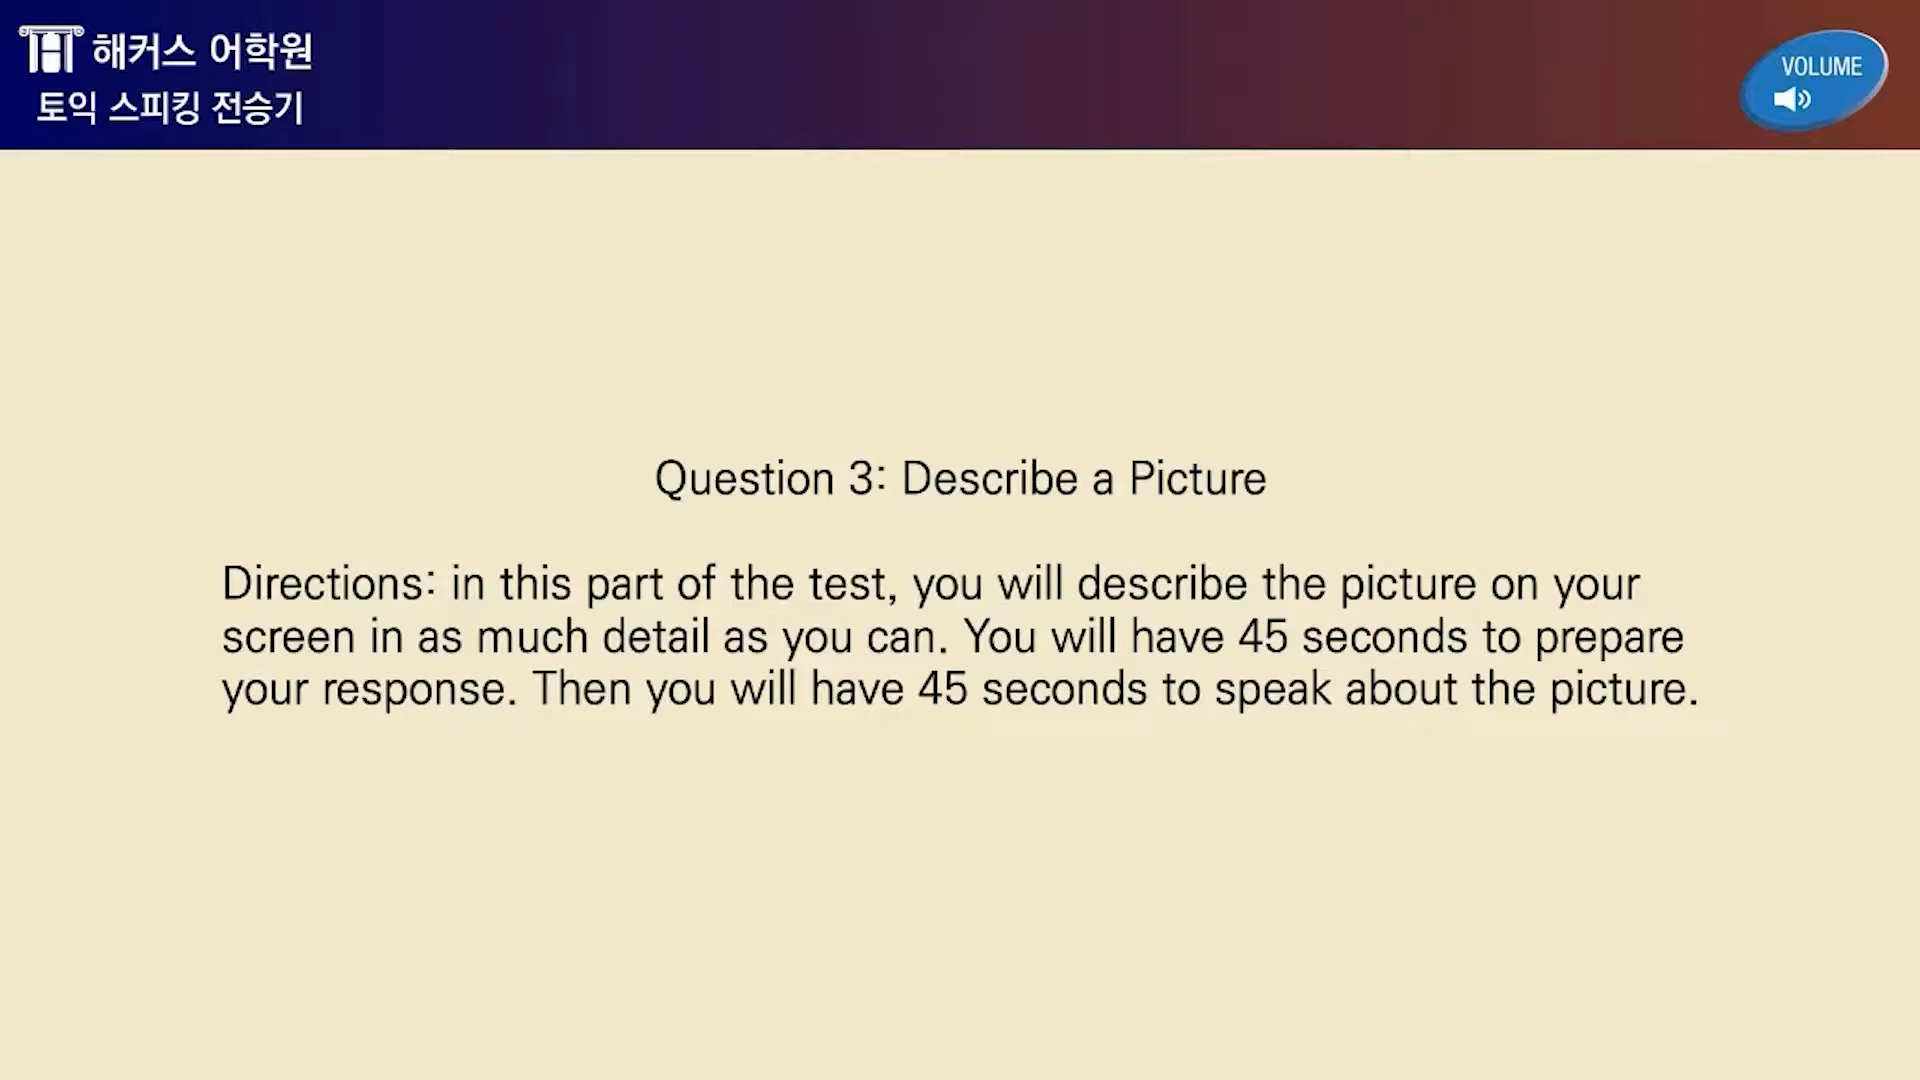 해커스 어학원
토익 스피킹 전승기
VOLUME
Question 3: Describe a Picture
Directions: in this part of the test, you will describe the picture on your
screen in as much detail as you can. You will have 45 seconds to prepare
your response. Then you will have 45 seconds to speak about the picture.